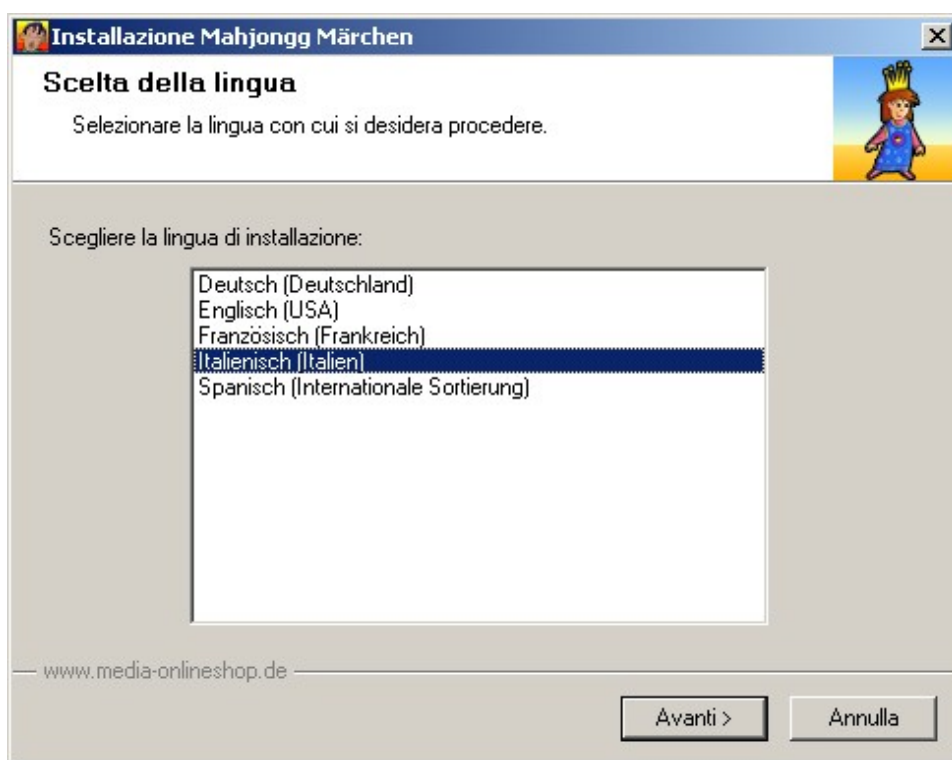 Installazione Mahjongg Märchen
Scelta della lingua
Selezionare la lingua con cui si desidera procedere.
Scegliere la lingua di installazione:
Deutsch (Deutschland)
Englisch (USA)
Französisch (Frankreich)
Italienisch (Italien)
Spanisch (Internationale Sortierung)
www.media-onlineshop.de
Avanti >
Annulla